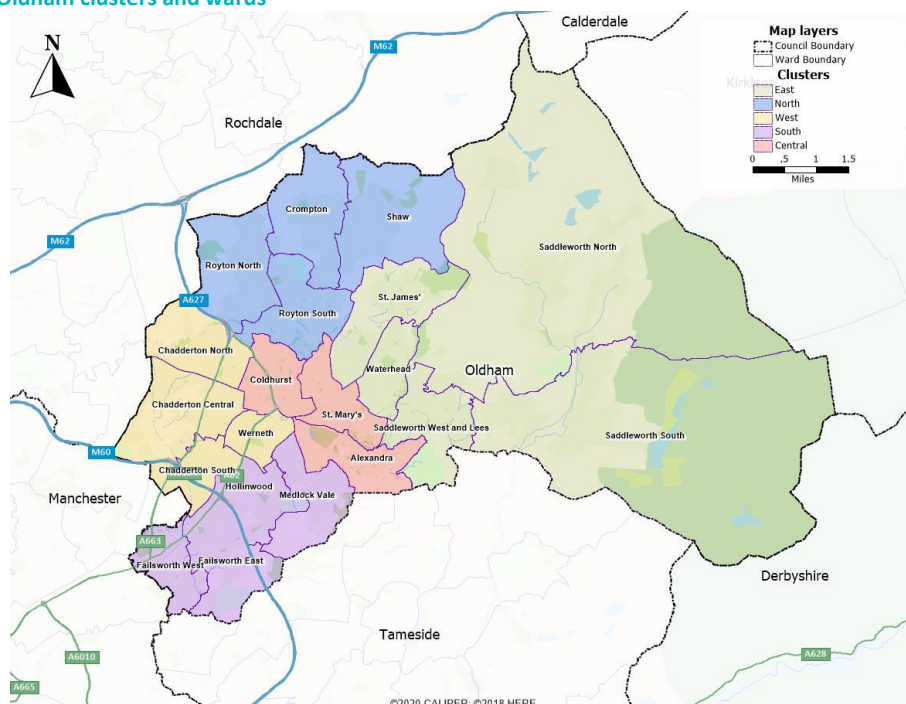 Oldham clusters and wards
Calderdale
N
M62
Map layers
Council Boundary
Ward Boundary
Clusters
East
North
West
South
Central
0 .5 1 1.5
Miles
Rochdale
Crompton
Shaw
M62
Saddleworth North
Royton North
St. James'
A627
Royton South
Chadderton North
Waterhead
Oldham
Coldhurst
Chadderton Central
St. Mary's
Saddleworth West and Lees
Werneth
Saddleworth South
M60
Alexandra
Chadderton South
A62
Hollinwood
Manchester
Medlock Vale
A663
Failsworth West
Failsworth East
Derbyshire
Tameside
A6010
A628
A665
©2020 CALIPER; ©2018 HERE